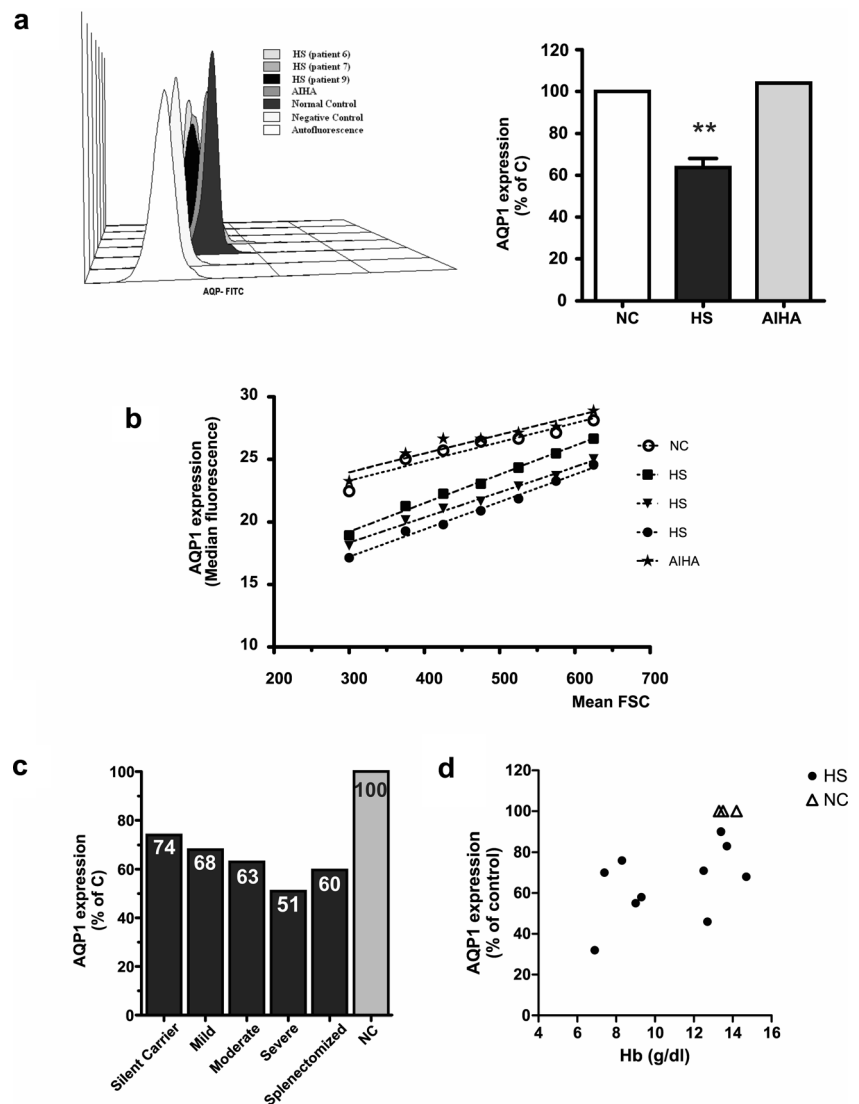 a
HS (patient 6)
HS (patient 7)
HS (patient 9)
AIHA
Normal Control
Negative Control
Autofluorescence
AQP- FITC
AQP1 expression
(% of C)
120
100
80
60
40
20
0
**
NC HS AIHA
b
AQP1 expression
(Median fluorescence)
30
25
20
15
10
200 300 400 500 600 700
Mean FSC
NC
HS
HS
HS
AIHA
c
AQP1 expression
(% of C)
100
80
60
40
20
0
74 68 63 51 60 100
Silent Carrier
Mild
Moderate
Severe
Splenectomized
NC
d
AQP1 expression
(% of control)
120
100
80
60
40
20
0
4 6 8 10 12 14 16
Hb (g/dl)
HS
NC